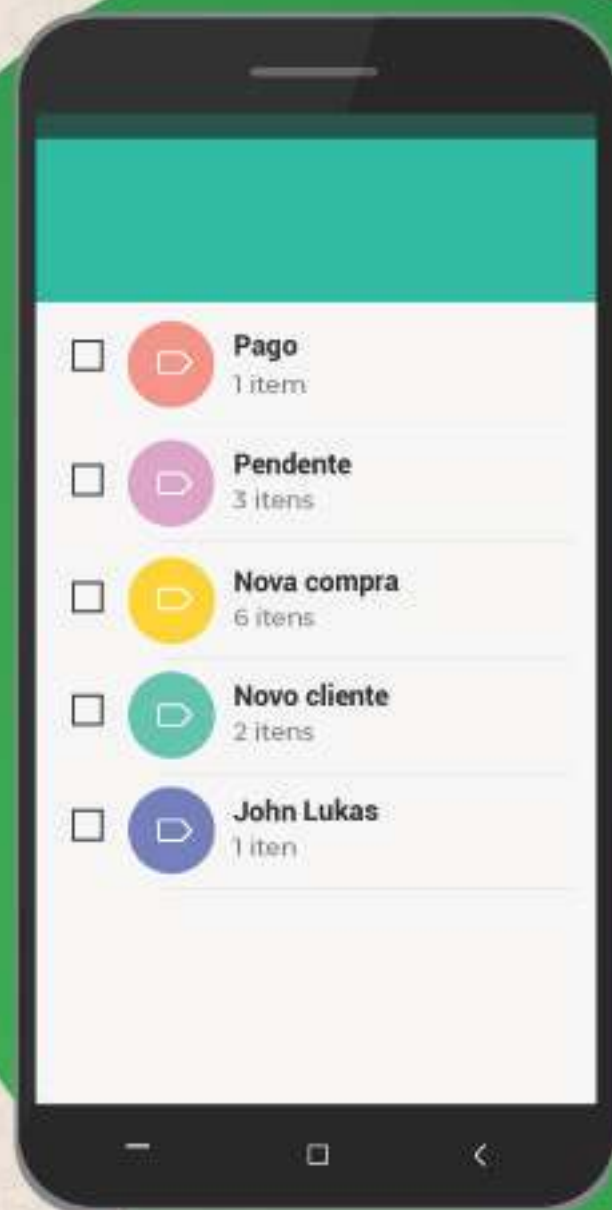 Pago
1 item
Pendente
3 itens
Nova compra
6 itens
Novo cliente
2 itens
John Lukas
1 iten